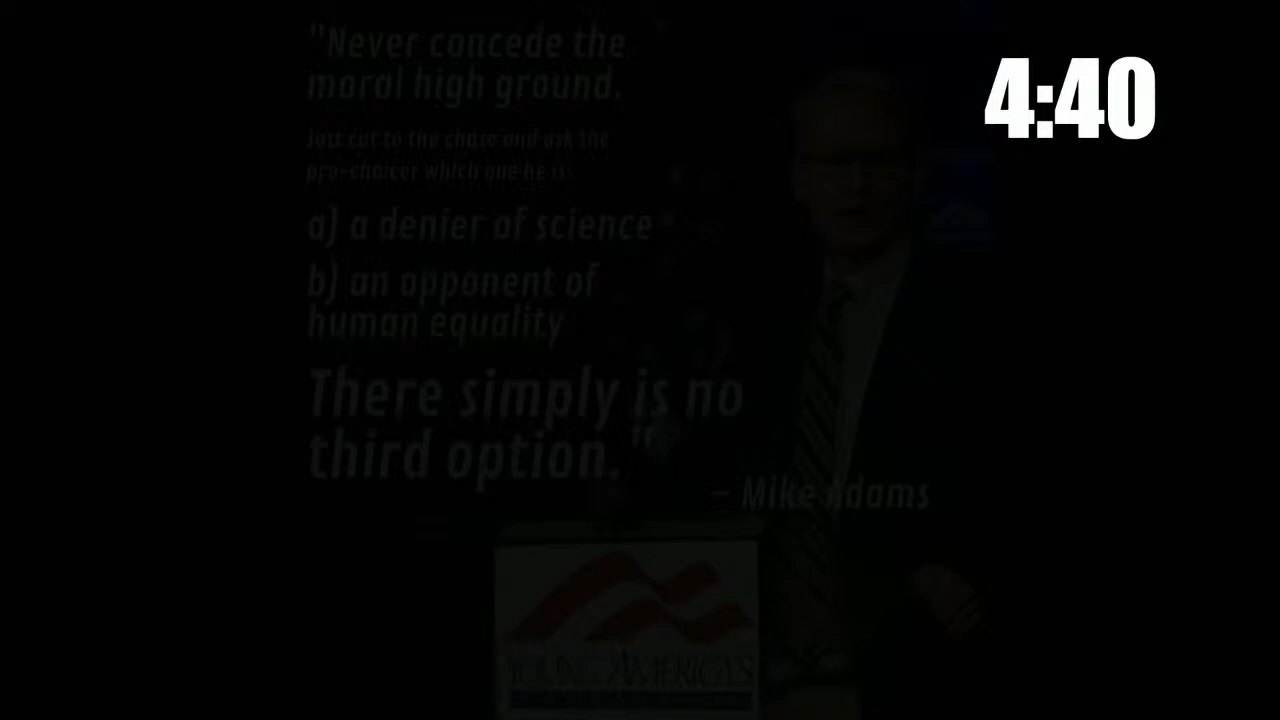 "Never concede the
moral high ground.
Just cut to the chase and ask the
pro-choicer which one he is:
a) a denier of science
b) an opponent of
human equality
There simply is no
third option."
– Mike Adams
4:40
YOUNG AMERICA'S